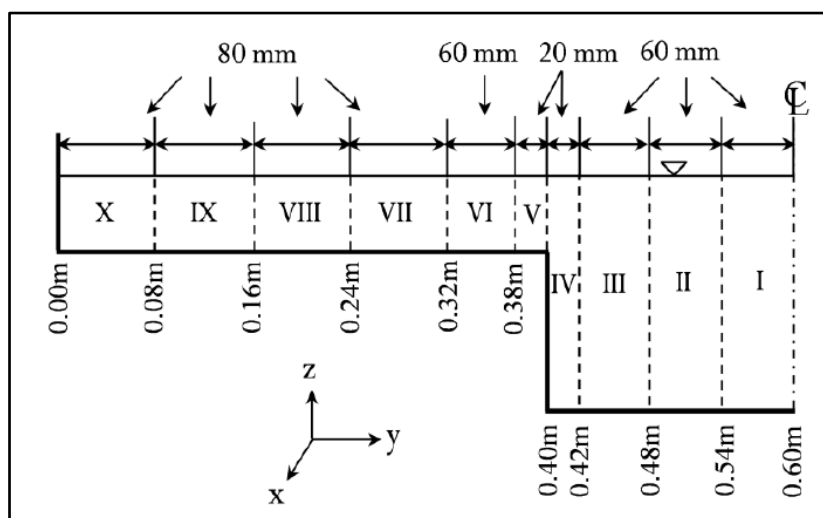 80 mm 60 mm 20 mm 60 mm
℄
X IX VIII VII VI V
IV III II I
0.00m 0.08m 0.16m 0.24m 0.32m 0.38m
0.40m 0.42m 0.48m 0.54m 0.60m
z
y
x